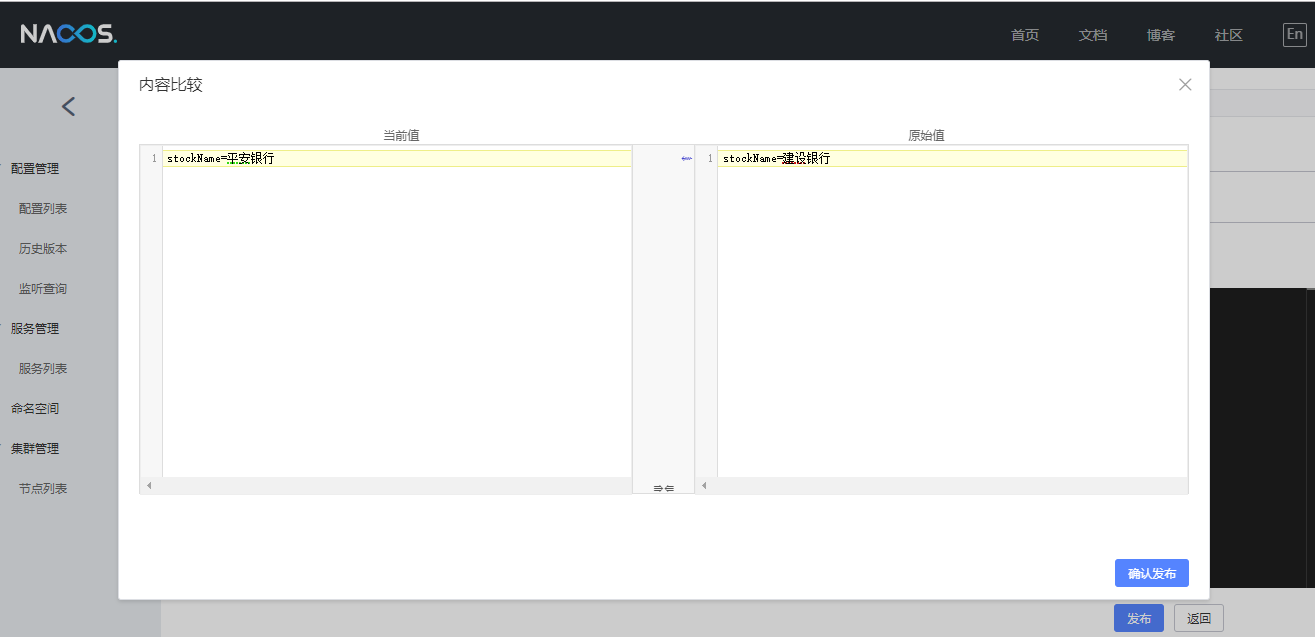 NACOS.
首页 文档 博客 社区 En
内容比较
当前值 原始值
1 stockName=平安银行
1 stockName=建设银行
配置管理
配置列表
历史版本
监听查询
服务管理
服务列表
命名空间
集群管理
节点列表
确认发布
发布 返回